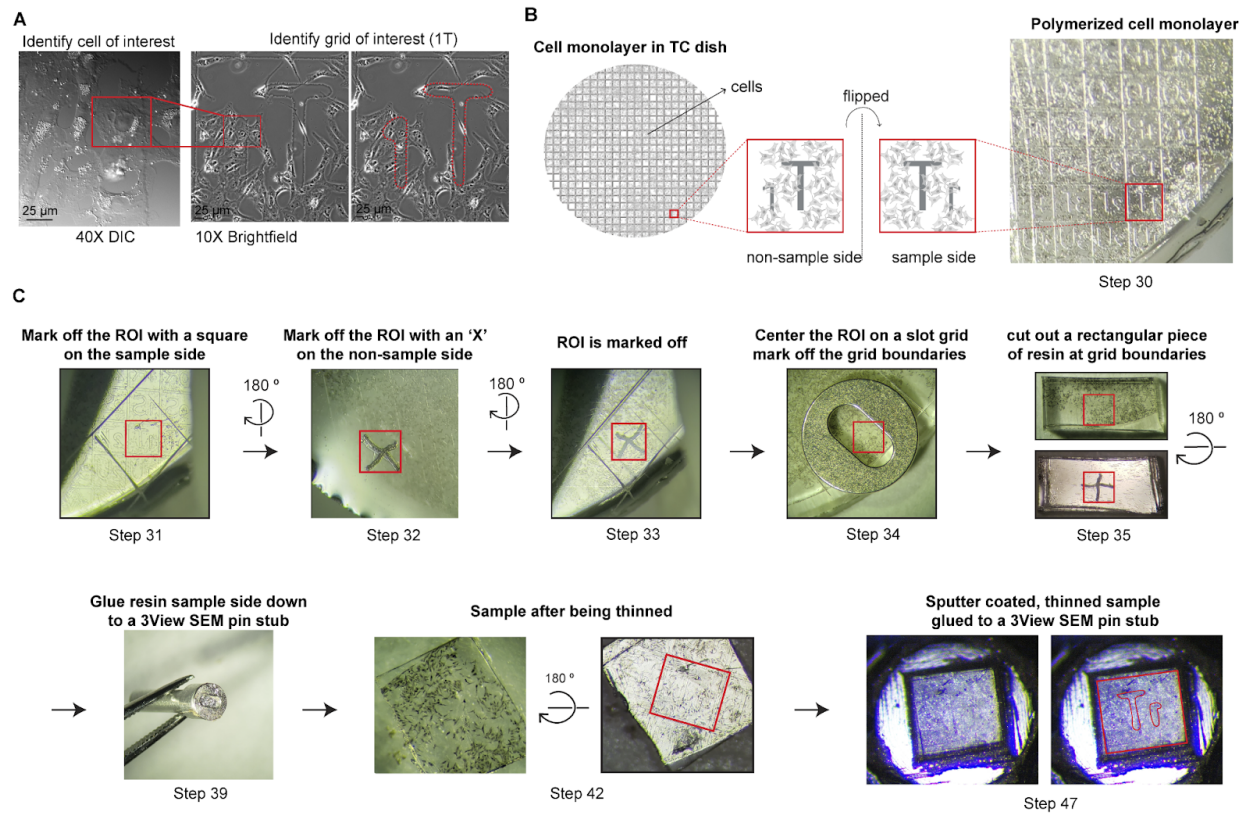 A
Identify cell of interest
Identify grid of interest (1T)
25 µm
25 µm
25 µm
40X DIC
10X Brightfield
B
Cell monolayer in TC dish
cells
flipped
T
T
non-sample side
sample side
Polymerized cell monolayer
Step 30
C
Mark off the ROI with a square
on the sample side
Step 31
180 º
Mark off the ROI with an ‘X’
on the non-sample side
Step 32
180 º
ROI is marked off
Step 33
Center the ROI on a slot grid
mark off the grid boundaries
Step 34
cut out a rectangular piece
of resin at grid boundaries
Step 35
180 º
Glue resin sample side down
to a 3View SEM pin stub
Step 39
Sample after being thinned
180 º
Step 42
Sputter coated, thinned sample
glued to a 3View SEM pin stub
Step 47